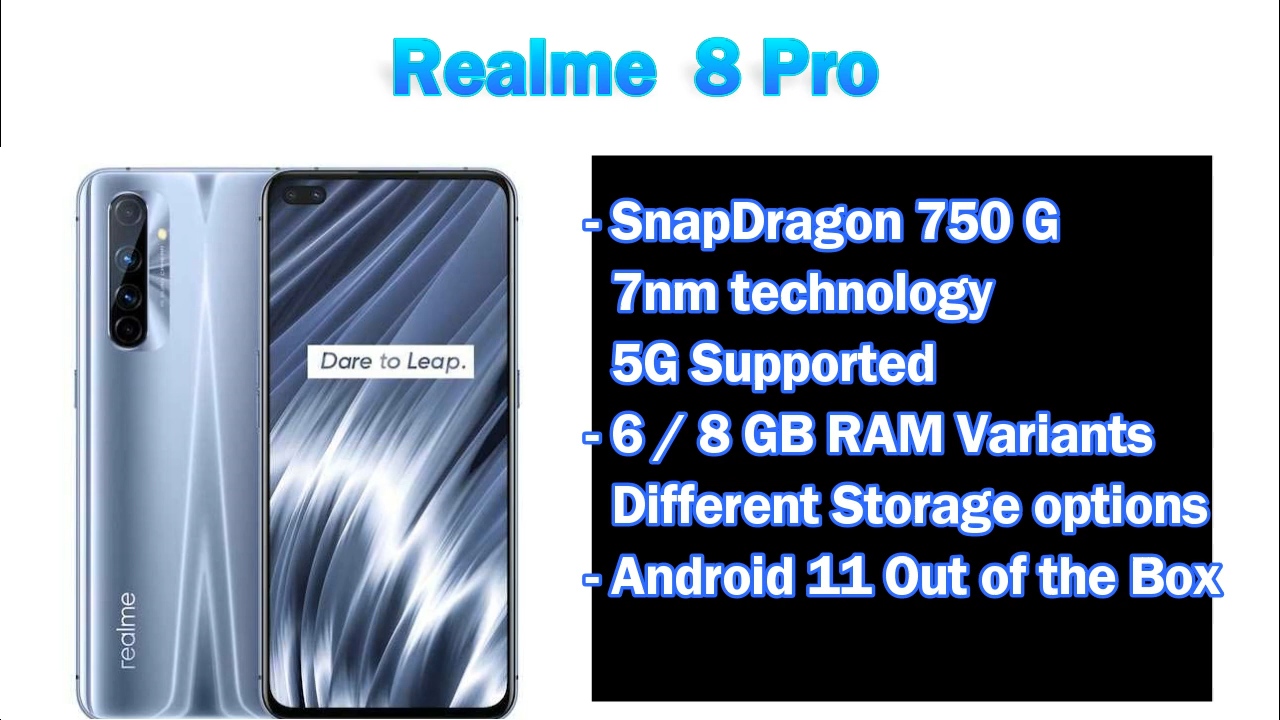 Realme 8 Pro
- SnapDragon 750 G
7nm technology
5G Supported
- 6 / 8 GB RAM Variants
Different Storage options
- Android 11 Out of the Box
Dare to Leap.
realme